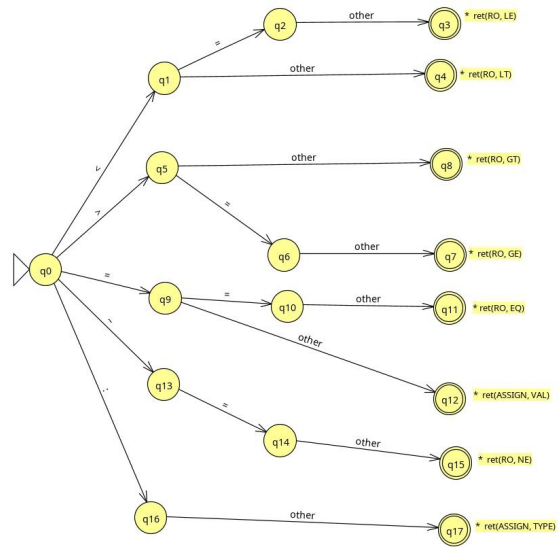 q2 other q3 * ret(RO, LE)
=
q1 other q4 * ret(RO, LT)
<
q5 other q8 * ret(RO, GT)
>
=
q6 other q7 * ret(RO, GE)
q0
=
q9 = q10 other q11 * ret(RO, EQ)
other
q12 * ret(ASSIGN, VAL)
q13
=
q14 other q15 * ret(RO, NE)
:
q16 other q17 * ret(ASSIGN, TYPE)